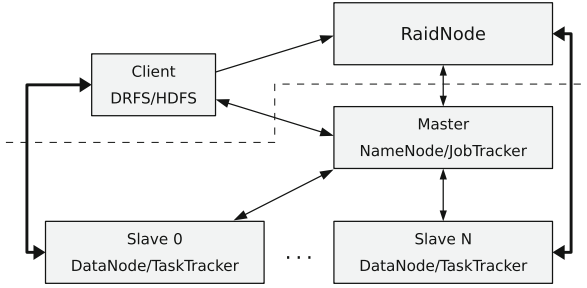 RaidNode
Client
DRFS/HDFS
Master
NameNode/JobTracker
Slave 0
DataNode/TaskTracker
...
Slave N
DataNode/TaskTracker